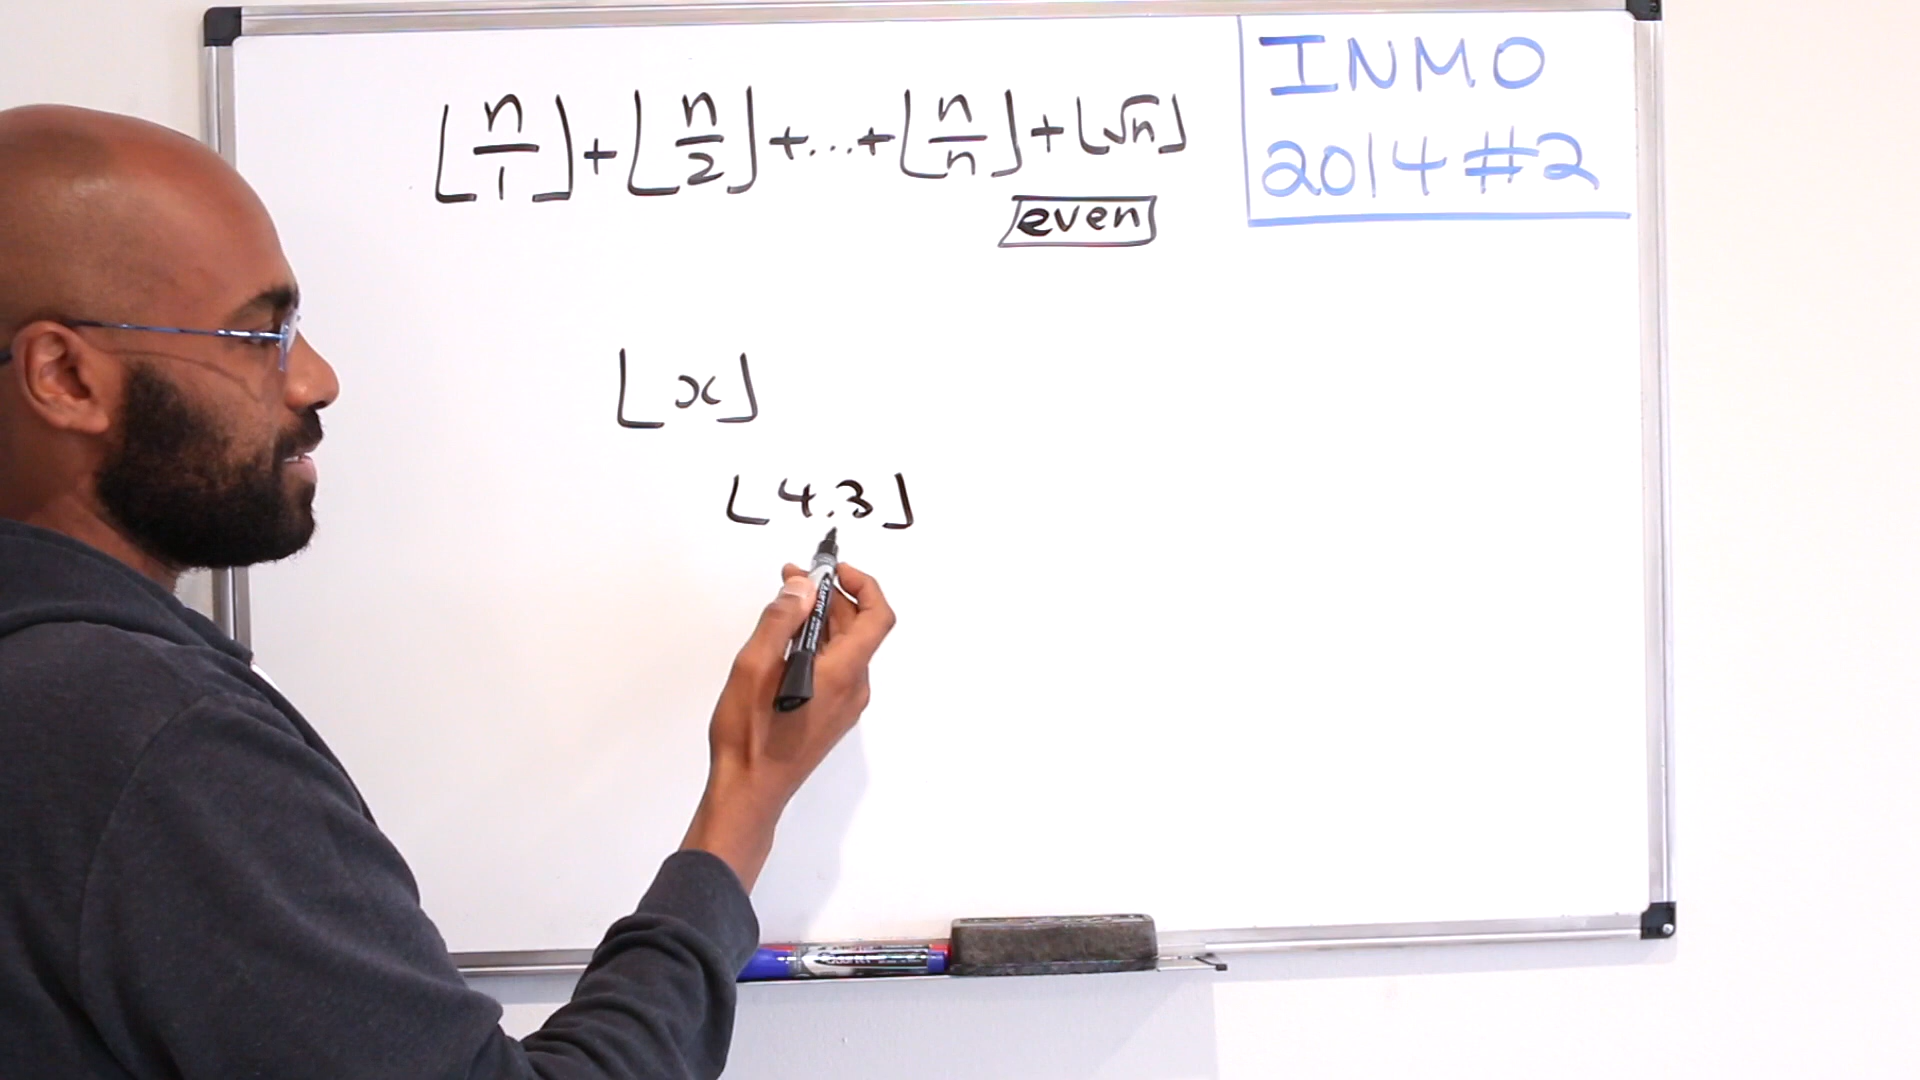 ⌊n/1⌋+⌊n/2⌋+...+⌊n/n⌋+⌊√n⌋
even
INMO
2014 #2
⌊x⌋
⌊4.3⌋